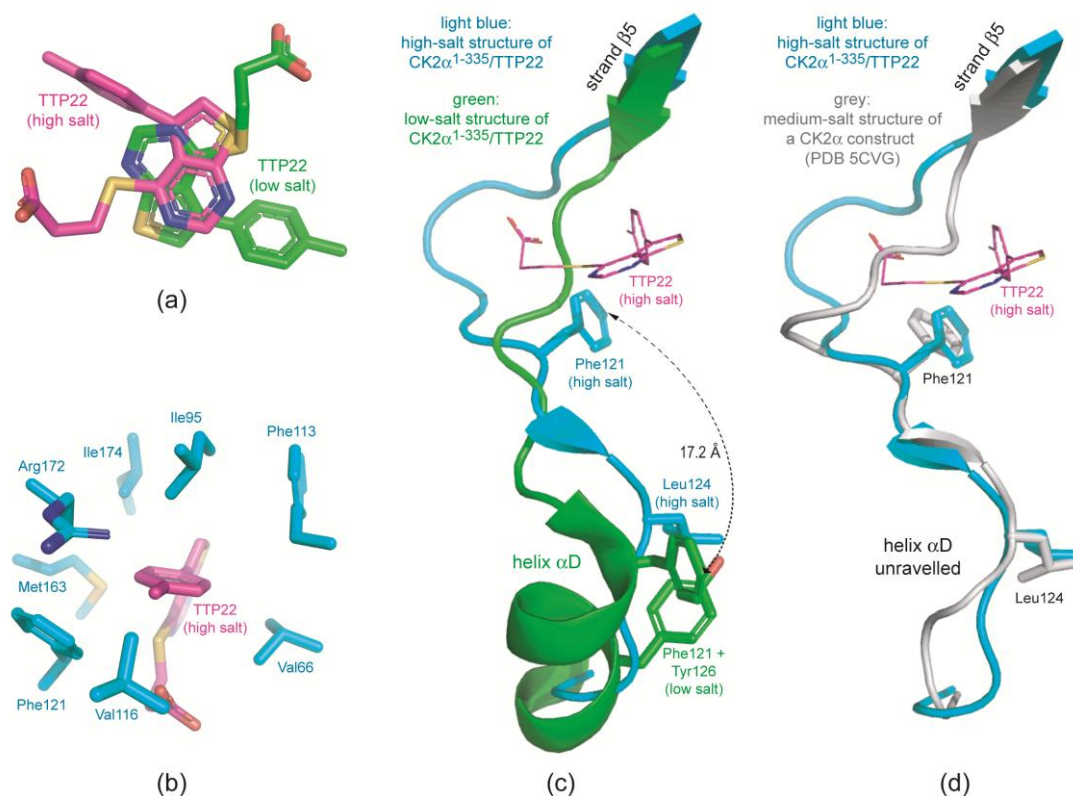 TTP22
(high salt)
TTP22
(low salt)
(a)
Ile95
Phe113
Ile174
Arg172
Met163
TTP22
(high salt)
Val66
Phe121
Val116
(b)
light blue:
high-salt structure of
CK2α1-335/TTP22
green:
low-salt structure of
CK2α1-335/TTP22
strand β5
TTP22
(high salt)
Phe121
(high salt)
17.2 Å
Leu124
(high salt)
helix αD
Phe121 +
Tyr126
(low salt)
(c)
light blue:
high-salt structure of
CK2α1-335/TTP22
grey:
medium-salt structure of
a CK2α construct
(PDB 5CVG)
strand β5
TTP22
(high salt)
Phe121
helix αD
unravelled
Leu124
(d)